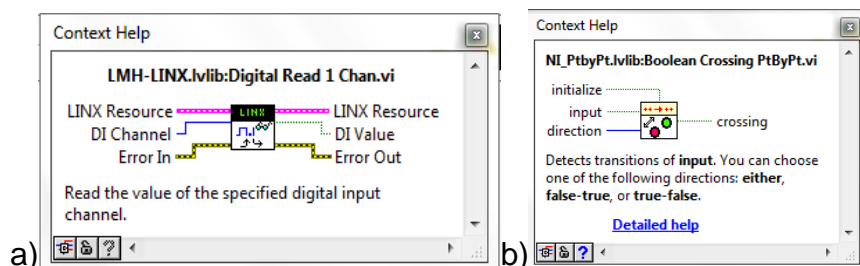 Context Help
LMH-LINX.lvlib:Digital Read 1 Chan.vi
LINX Resource LINX LINX Resource
DI Channel DI Value
Error In Error Out
Read the value of the specified digital input
channel.
a)
Context Help
NI_PtbyPt.lvlib:Boolean Crossing PtByPt.vi
initialize
input
direction
crossing
Detects transitions of input. You can choose
one of the following directions: either,
false-true, or true-false.
Detailed help
b)